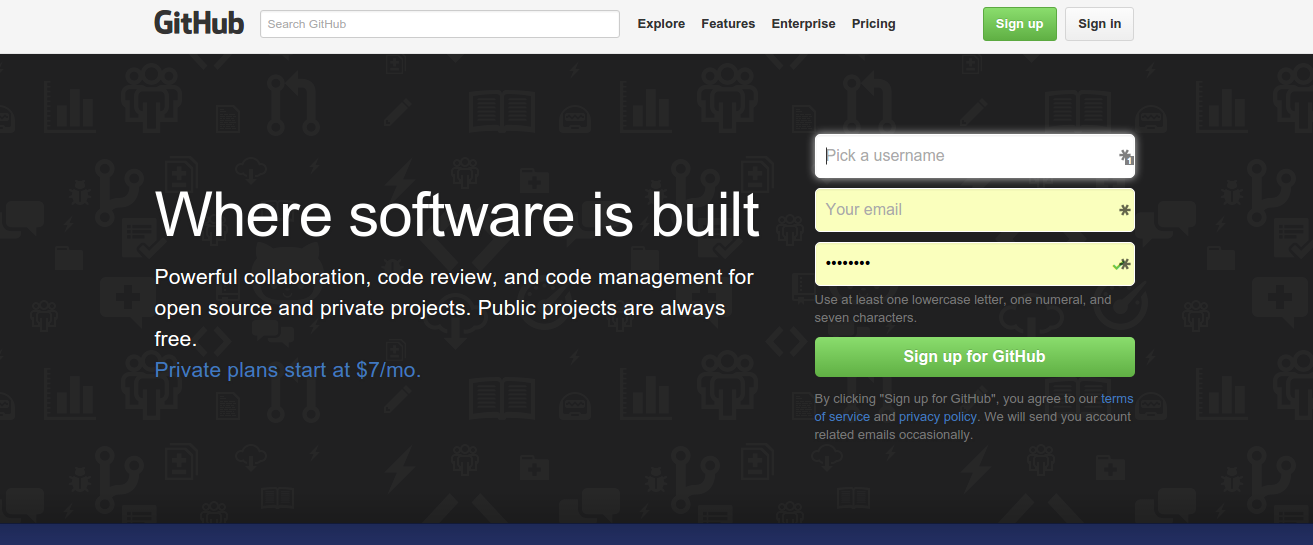 GitHub
Search GitHub
Explore
Features
Enterprise
Pricing
Sign up
Sign in
Where software is built
Powerful collaboration, code review, and code management for
open source and private projects. Public projects are always
free.
Private plans start at $7/mo.
Pick a username
1
Your email
••••••••
Use at least one lowercase letter, one numeral, and
seven characters.
Sign up for GitHub
By clicking "Sign up for GitHub", you agree to our terms
of service and privacy policy. We will send you account
related emails occasionally.